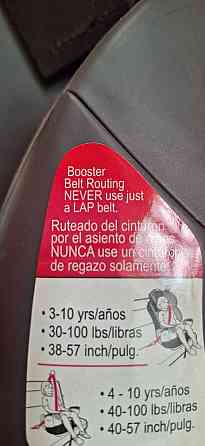 Booster
Belt Routing
NEVER use just
a LAP belt.
Ruteado del cinturón
por el asiento de
NUNCA use un cinturón
de regazo solamente.
• 3-10 yrs/años
• 30-100 lbs/libras
• 38-57 inch/pulg.
• 4 - 10 yrs/años
• 40-100 lbs/libras
• 40-57 inch/pulg.